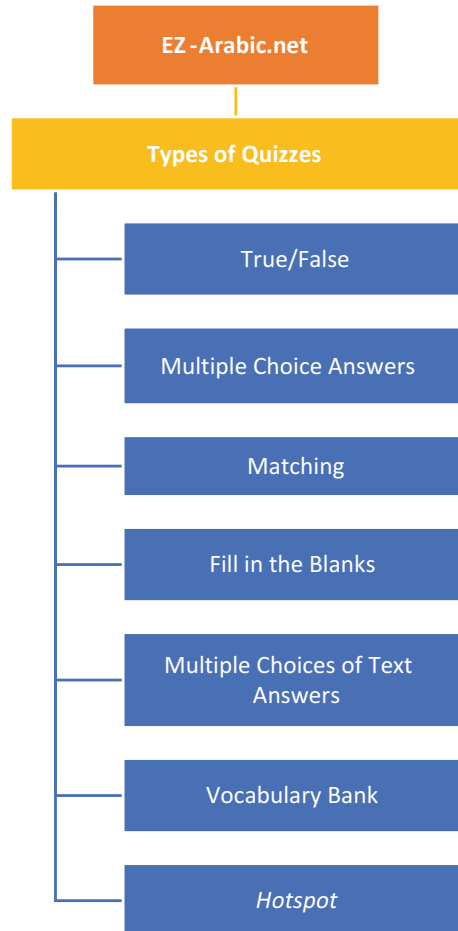 EZ-Arabic.net
Types of Quizzes
True/False
Multiple Choice Answers
Matching
Fill in the Blanks
Multiple Choices of Text
Answers
Vocabulary Bank
Hotspot